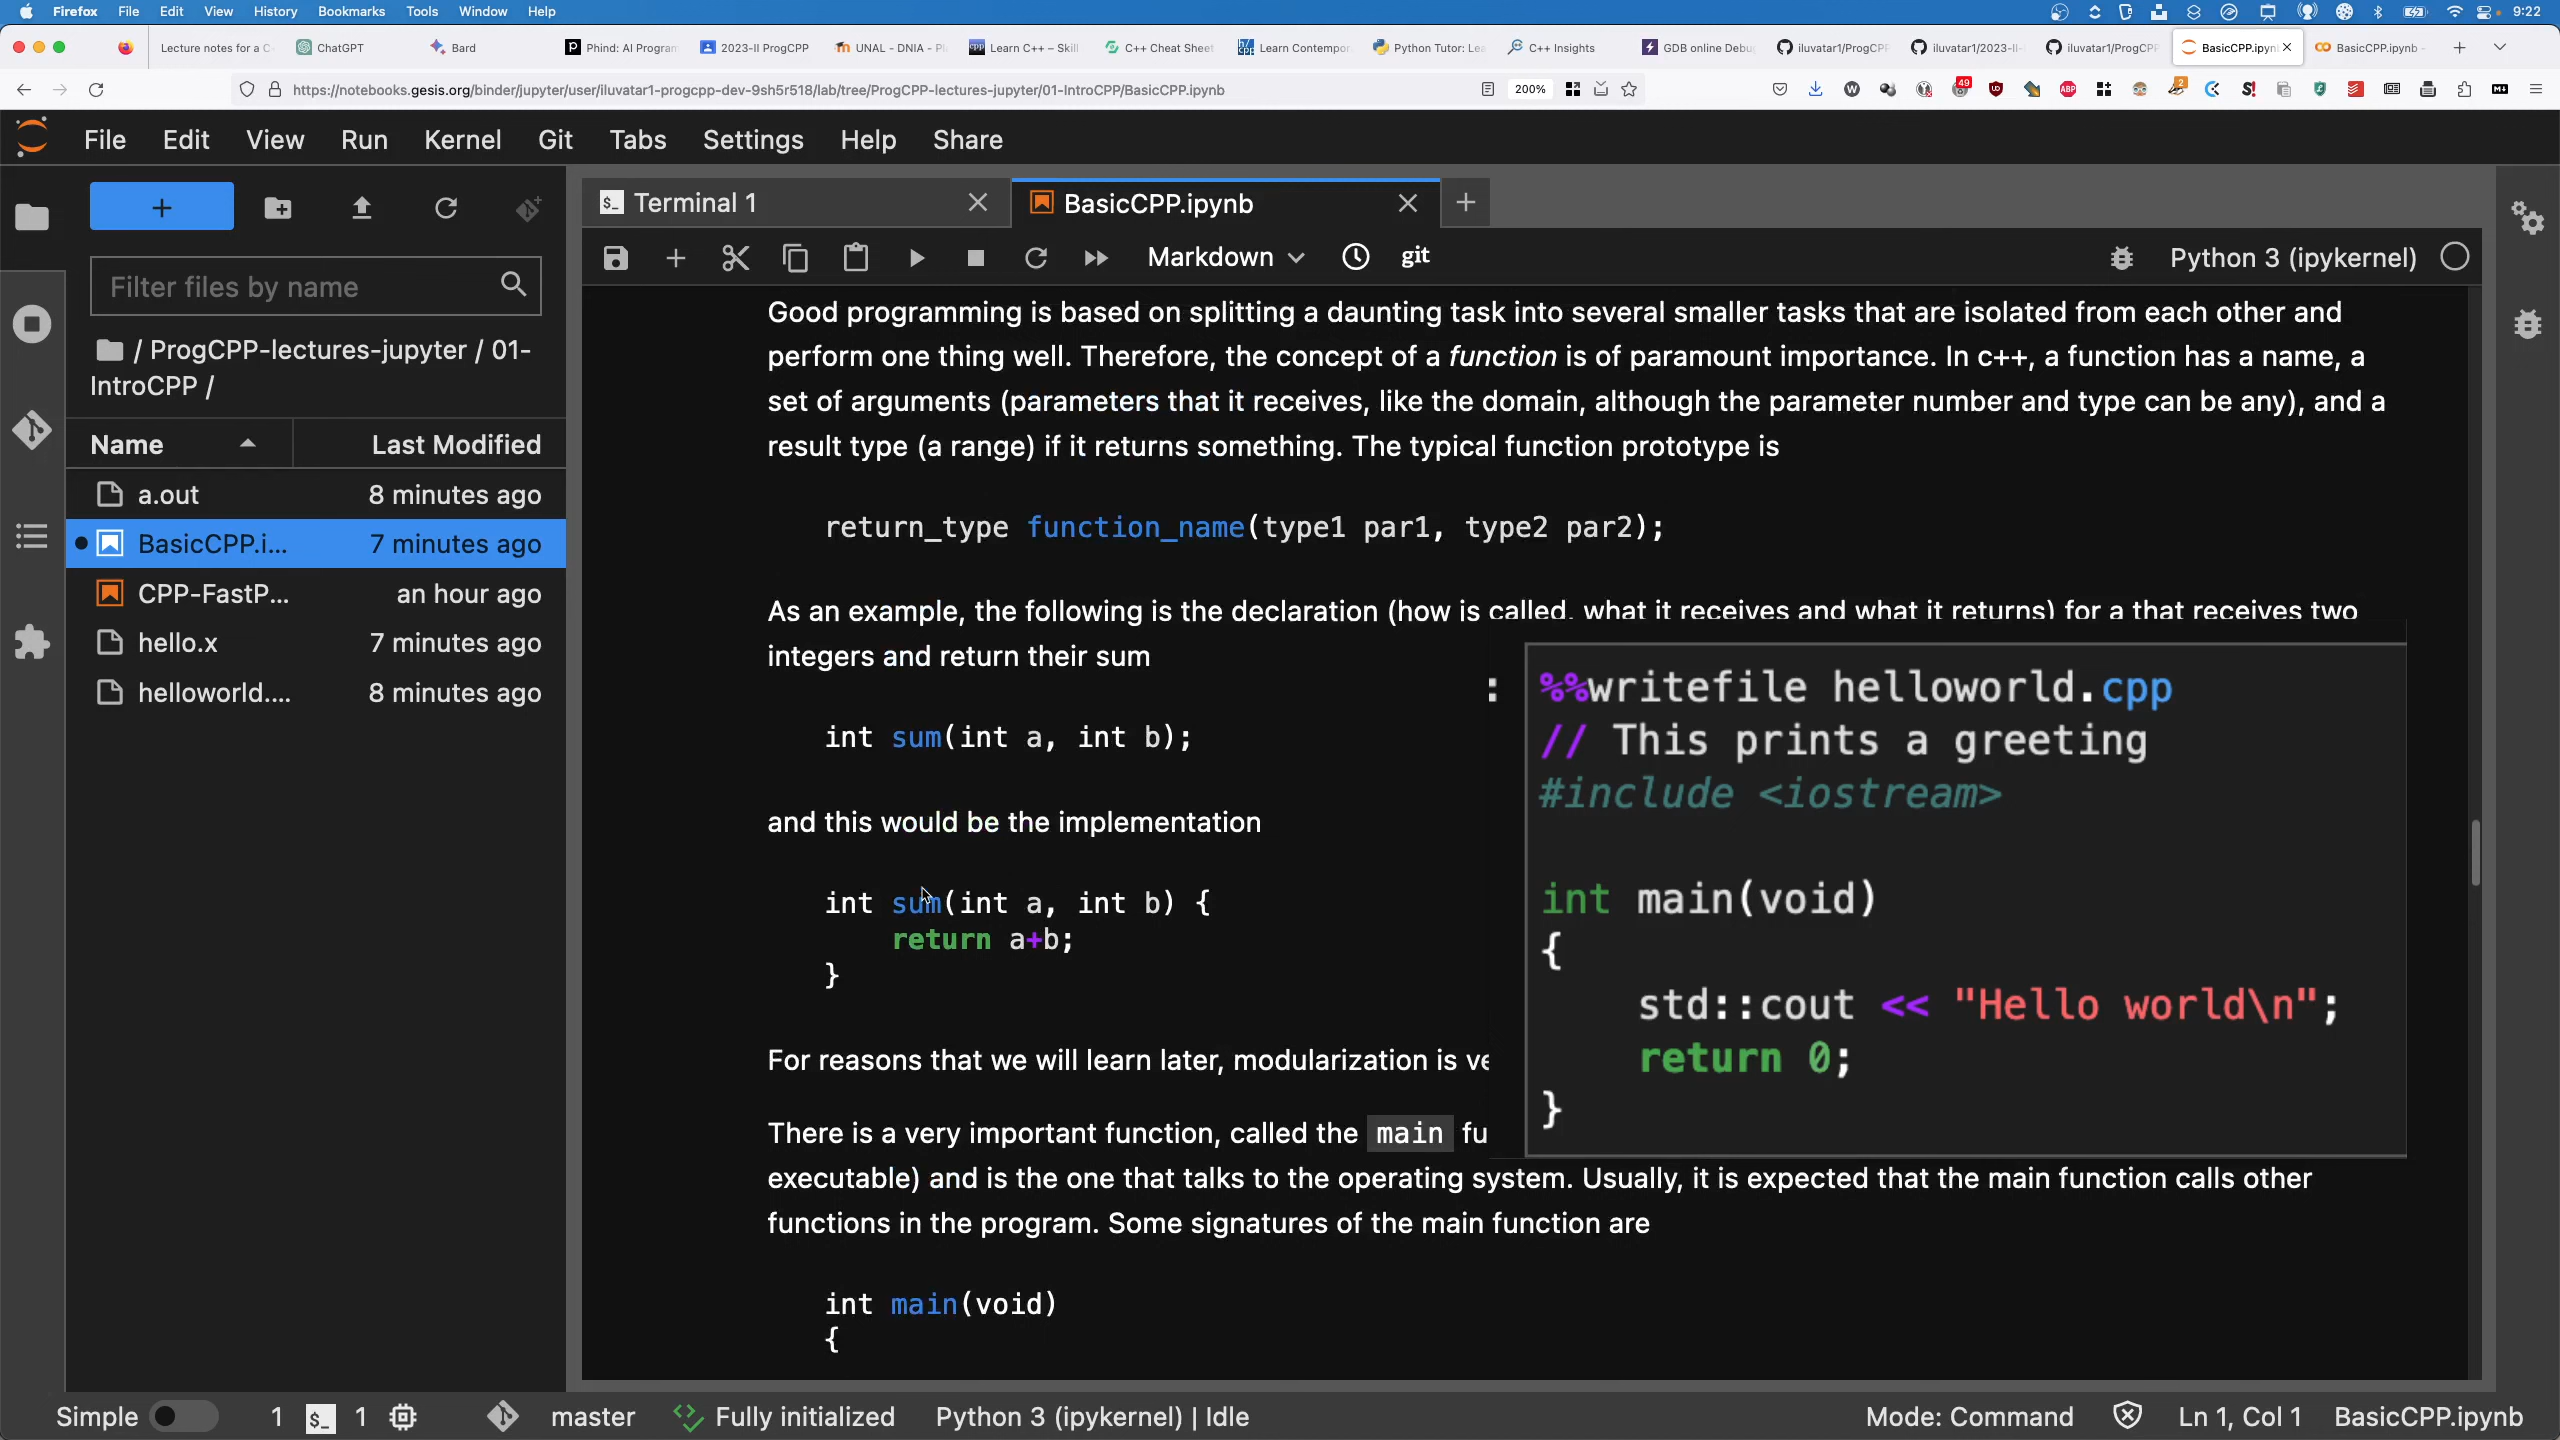 Firefox File Edit View History Bookmarks Tools Window Help 9:22
Lecture notes for a C ChatGPT Bard Phind: AI Program 2023-II ProgCPP UNAL - DNIA - Pl Learn C++ – Skill C++ Cheat Sheet Learn Contempor Python Tutor: Lea C++ Insights GDB online Debu iluvatar1/ProgCPP iluvatar1/2023-II- iluvatar1/ProgCPP BasicCPP.ipyn BasicCPP.ipynb -
https://notebooks.gesis.org/binder/jupyter/user/iluvatar1-progcpp-dev-9sh5r518/lab/tree/ProgCPP-lectures-jupyter/01-IntroCPP/BasicCPP.ipynb 200% 49 ABP 2
File Edit View Run Kernel Git Tabs Settings Help Share
+
Filter files by name
/ ProgCPP-lectures-jupyter / 01-
IntroCPP /
Name Last Modified
a.out 8 minutes ago
BasicCPP.i... 7 minutes ago
CPP-FastP... an hour ago
hello.x 7 minutes ago
helloworld.... 8 minutes ago
Terminal 1 BasicCPP.ipynb
Markdown git Python 3 (ipykernel)
Good programming is based on splitting a daunting task into several smaller tasks that are isolated from each other and
perform one thing well. Therefore, the concept of a function is of paramount importance. In c++, a function has a name, a
set of arguments (parameters that it receives, like the domain, although the parameter number and type can be any), and a
result type (a range) if it returns something. The typical function prototype is
return_type function_name(type1 par1, type2 par2);
As an example, the following is the declaration (how is called, what it receives and what it returns) for a that receives two
integers and return their sum
int sum(int a, int b);
and this would be the implementation
int sum(int a, int b) {
return a+b;
}
For reasons that we will learn later, modularization is ve
There is a very important function, called the main fu
executable) and is the one that talks to the operating system. Usually, it is expected that the main function calls other
functions in the program. Some signatures of the main function are
int main(void)
{
:
%%writefile helloworld.cpp
// This prints a greeting
#include <iostream>
int main(void)
{
std::cout << "Hello world\n";
return 0;
}
Simple 1 1 master Fully initialized Python 3 (ipykernel) | Idle Mode: Command Ln 1, Col 1 BasicCPP.ipynb